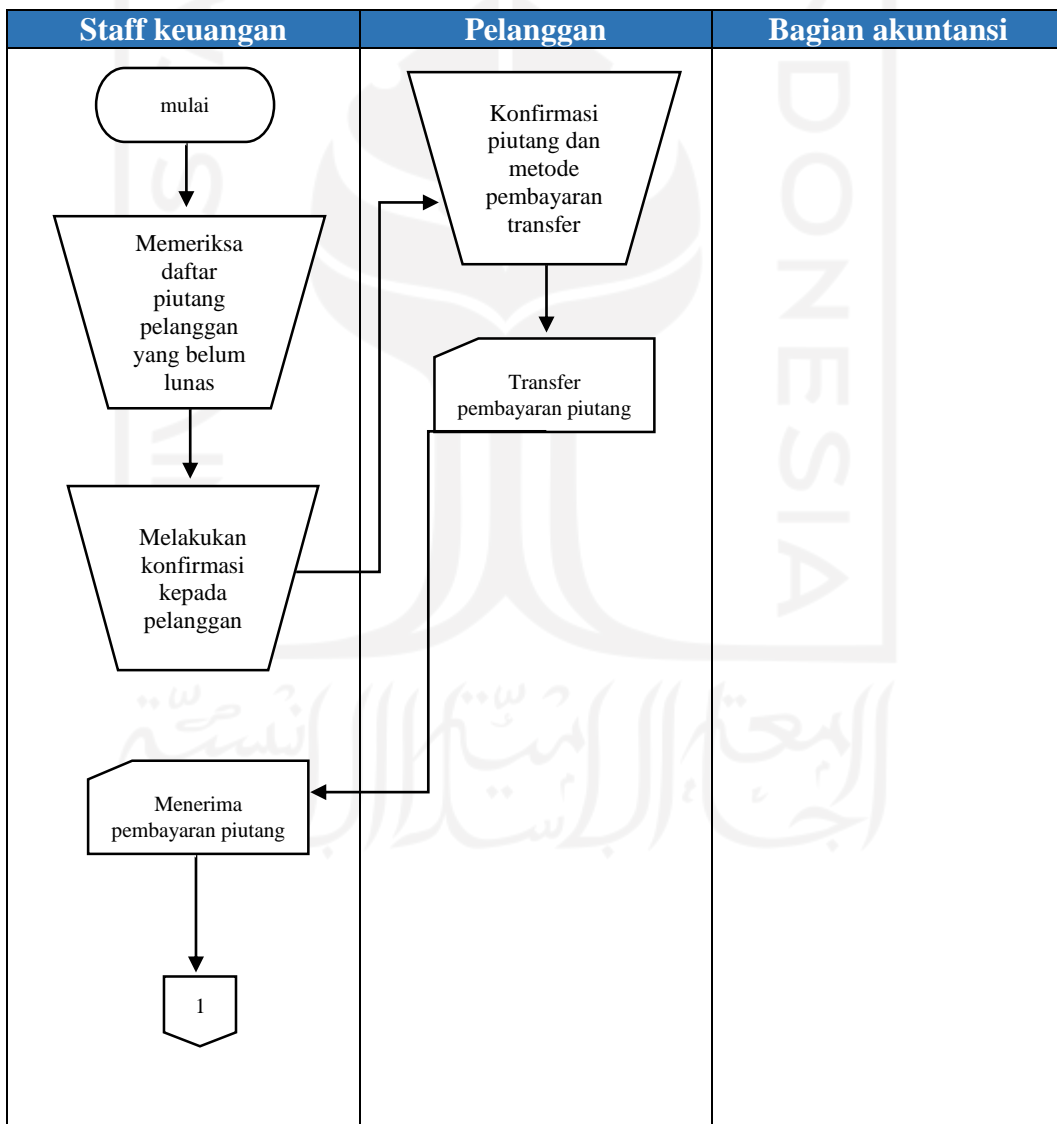 Staff keuangan
Pelanggan
Bagian akuntansi
mulai
Memeriksa
daftar
piutang
pelanggan
yang belum
lunas
Melakukan
konfirmasi
kepada
pelanggan
Konfirmasi
piutang dan
metode
pembayaran
transfer
Transfer
pembayaran piutang
Menerima
pembayaran piutang
1
DONESIA